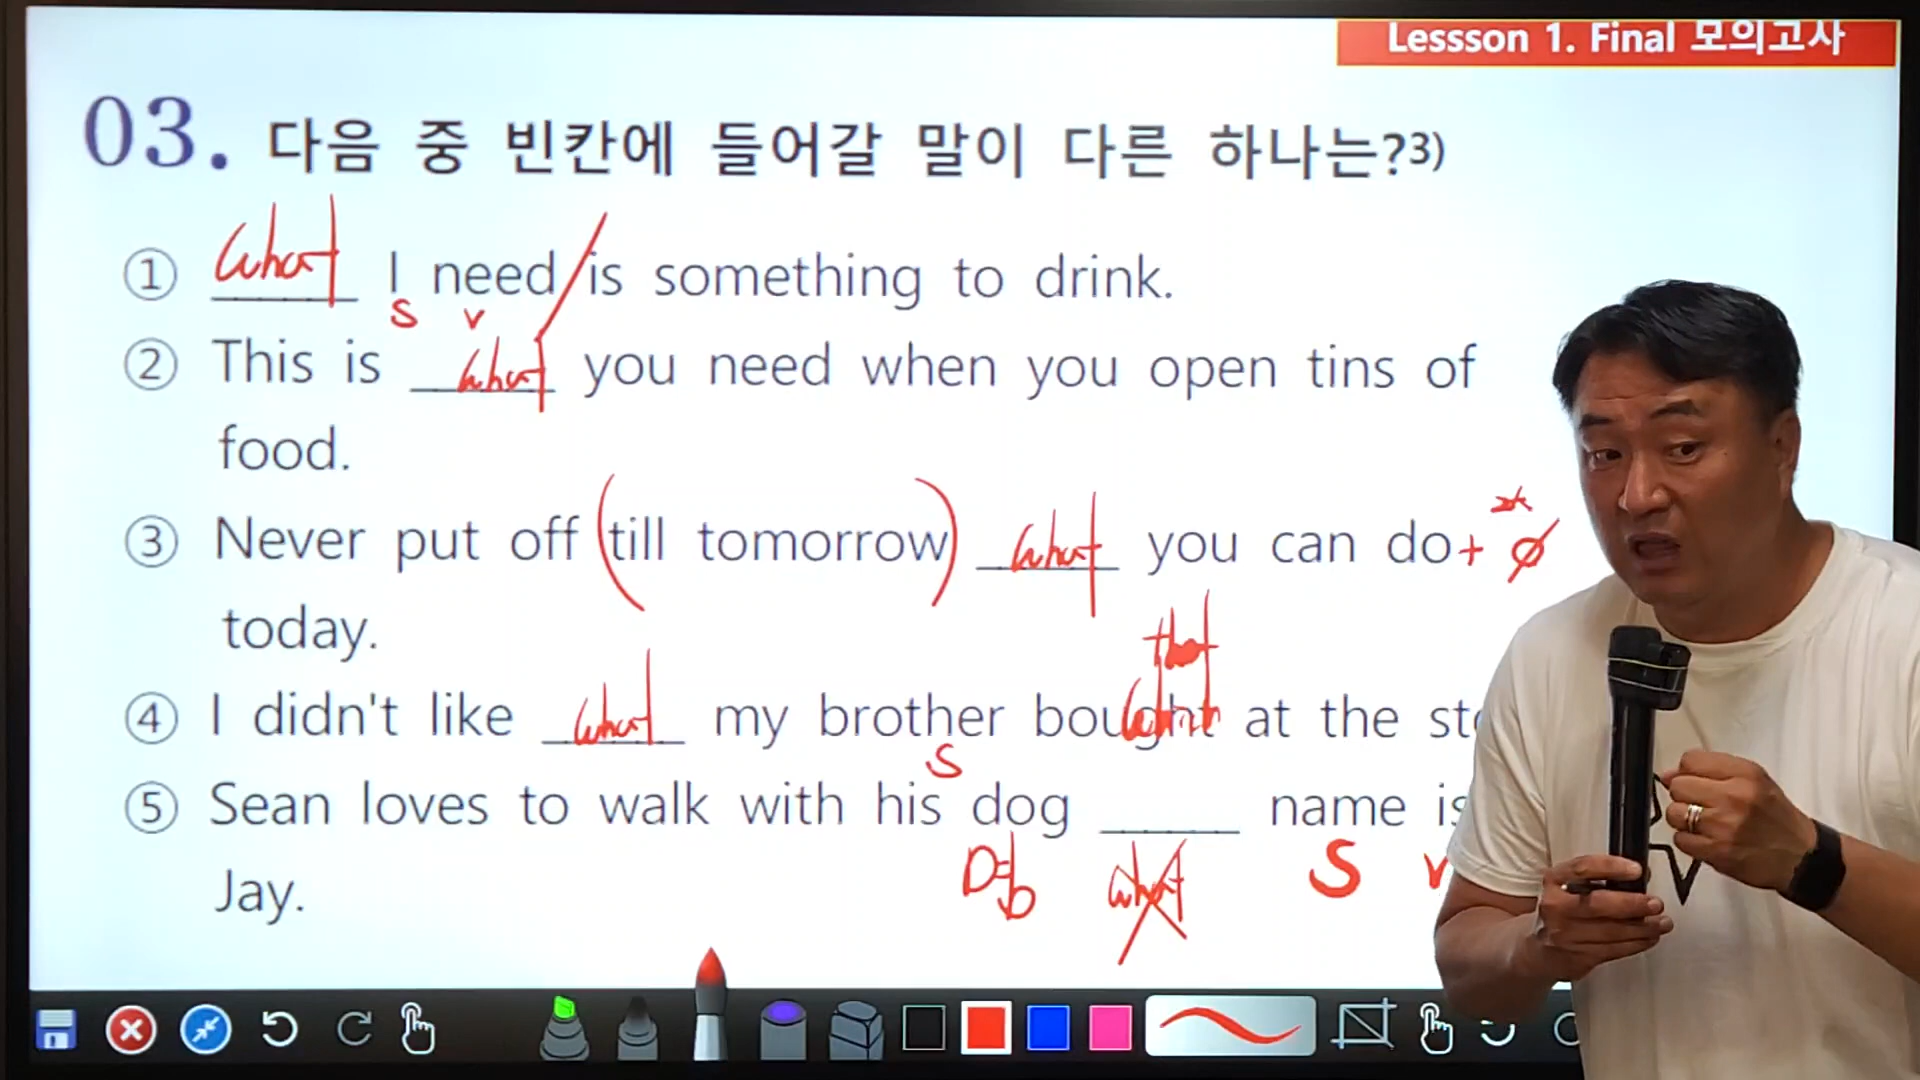 Lessson 1. Final 모의고사
03. 다음 중 빈칸에 들어갈 말이 다른 하나는?3)
① what I need / is something to drink.
S V
② This is what you need when you open tins of
food.
③ Never put off (till tomorrow) what you can do +
today.
that
④ I didn't like what my brother bought at the sto
which
S
⑤ Sean loves to walk with his dog ____ name is
what S V
Jay.